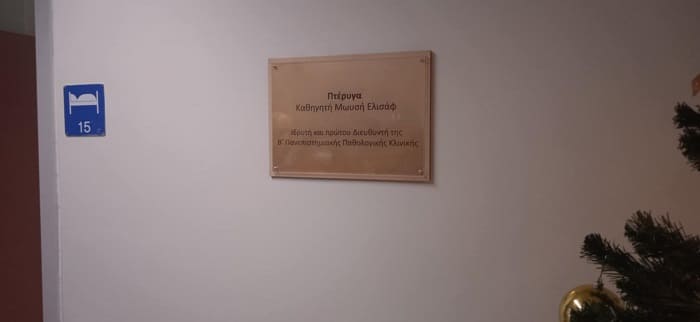 15
Πτέρυγα
Καθηγητή Μωυσή Ελισάφ
Ιδρυτή και πρώτου Διευθυντή της
Β΄ Πανεπιστημιακής Παθολογικής Κλινικής